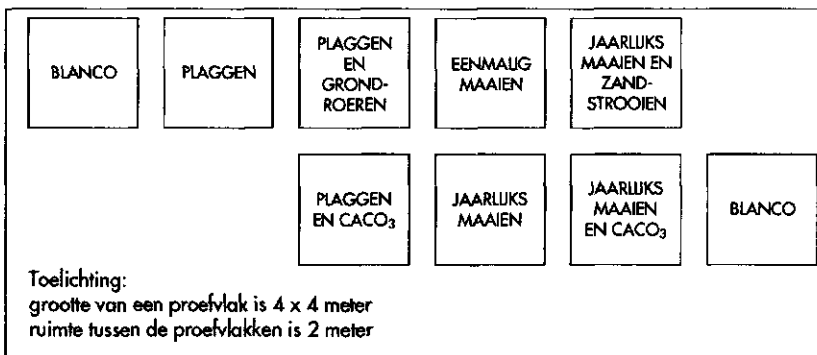 BLANCO
PLAGGEN
PLAGGEN
EN
GROND-
ROEREN
EENMALIG
MAAIEN
JAARLIJKS
MAAIEN EN
ZAND-
STROOIEN
PLAGGEN
EN CACO₃
JAARLIJKS
MAAIEN
JAARLIJKS
MAAIEN
EN CACO₃
BLANCO
Toelichting:
grootte van een proefvlak is 4 x 4 meter
ruimte tussen de proefvlakken is 2 meter